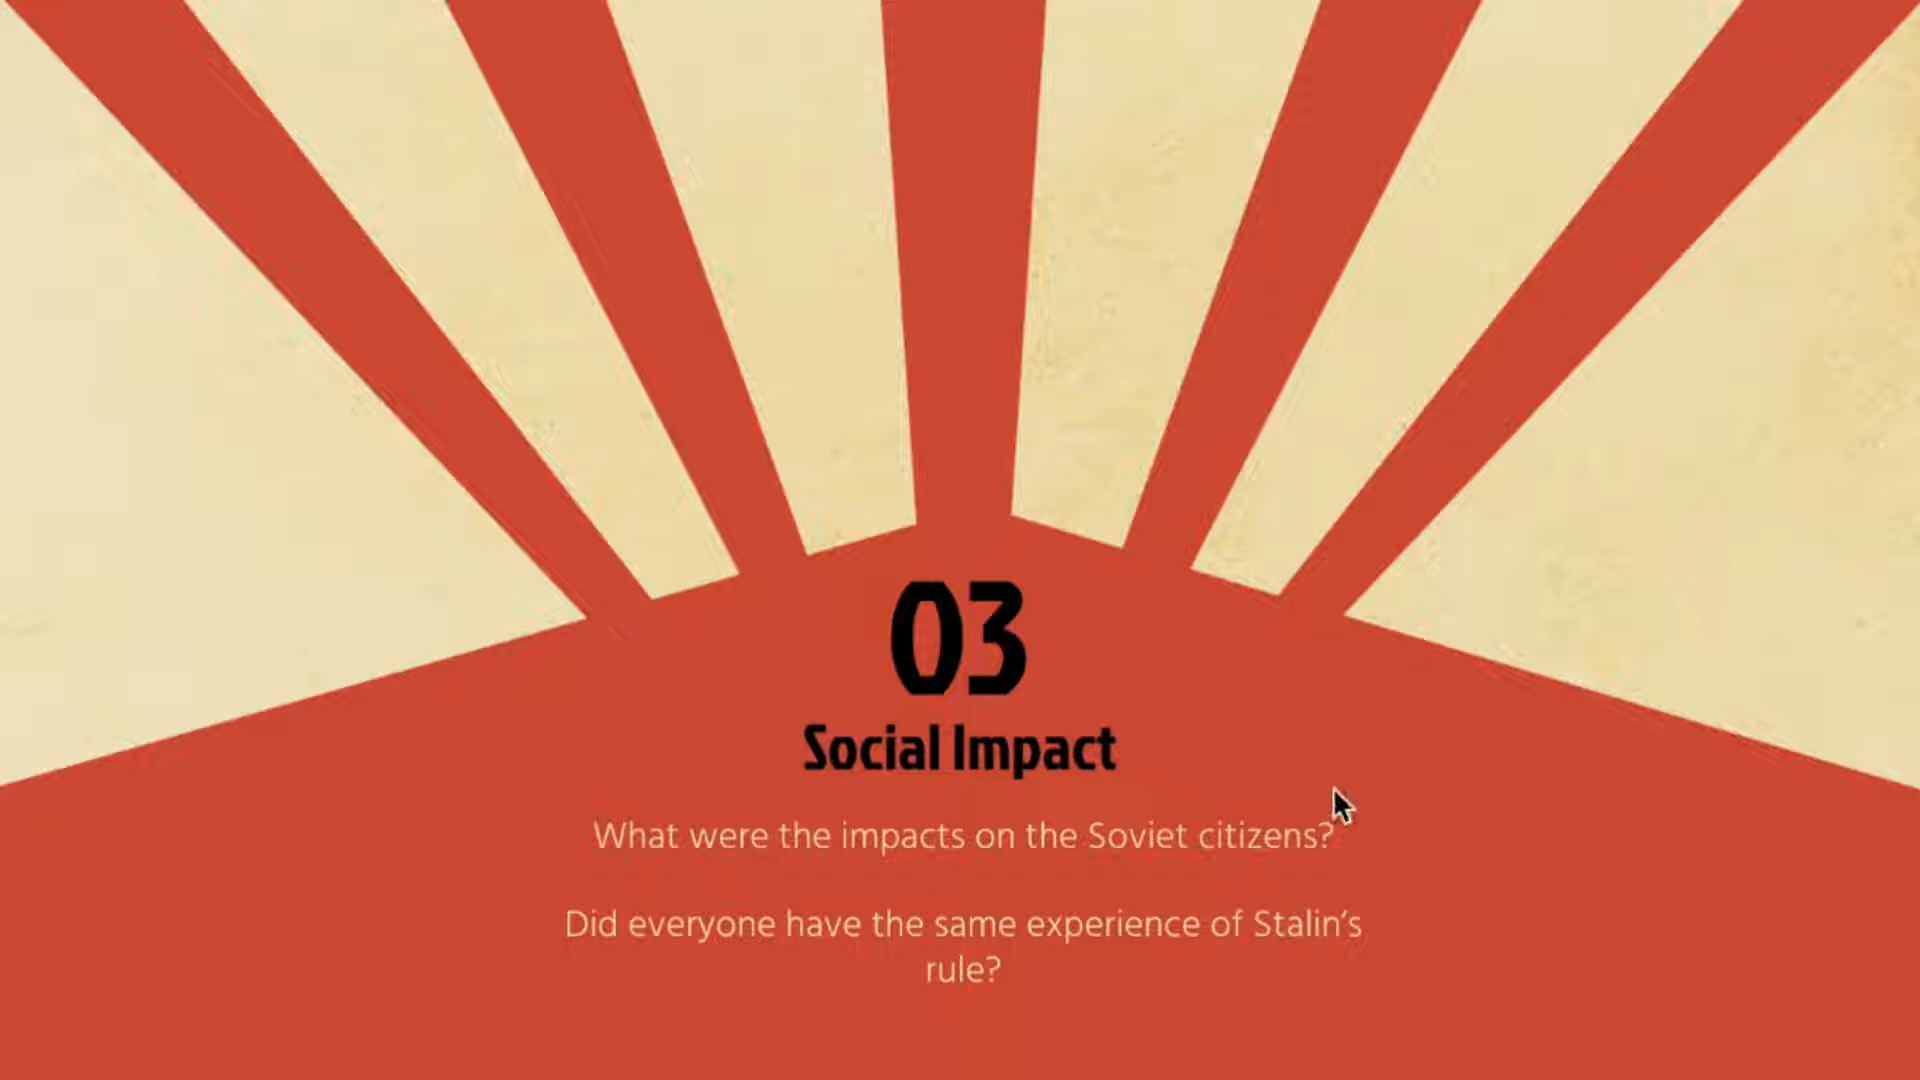 03
Social Impact
What were the impacts on the Soviet citizens?
Did everyone have the same experience of Stalin’s
rule?